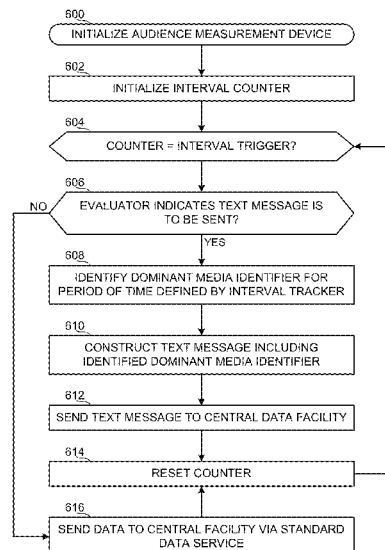 600
INITIALIZE AUDIENCE MEASUREMENT DEVICE
602
INITIALIZE INTERVAL COUNTER
604
COUNTER = INTERVAL TRIGGER?
606
EVALUATOR INDICATES TEXT MESSAGE IS
TO BE SENT?
NO
YES
608
IDENTIFY DOMINANT MEDIA IDENTIFIER FOR
PERIOD OF TIME DEFINED BY INTERVAL TRACKER
610
CONSTRUCT TEXT MESSAGE INCLUDING
IDENTIFIED DOMINANT MEDIA IDENTIFIER
612
SEND TEXT MESSAGE TO CENTRAL DATA FACILITY
614
RESET COUNTER
616
SEND DATA TO CENTRAL FACILITY VIA STANDARD
DATA SERVICE